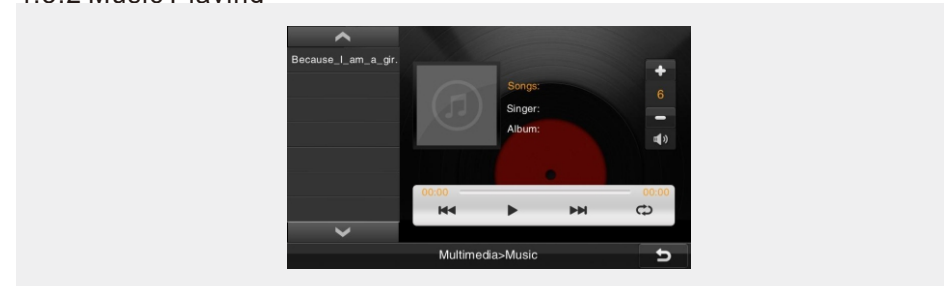 Because_I_am_a_gir.
Songs:
Singer:
Album:
6
00:00
00:00
Multimedia>Music